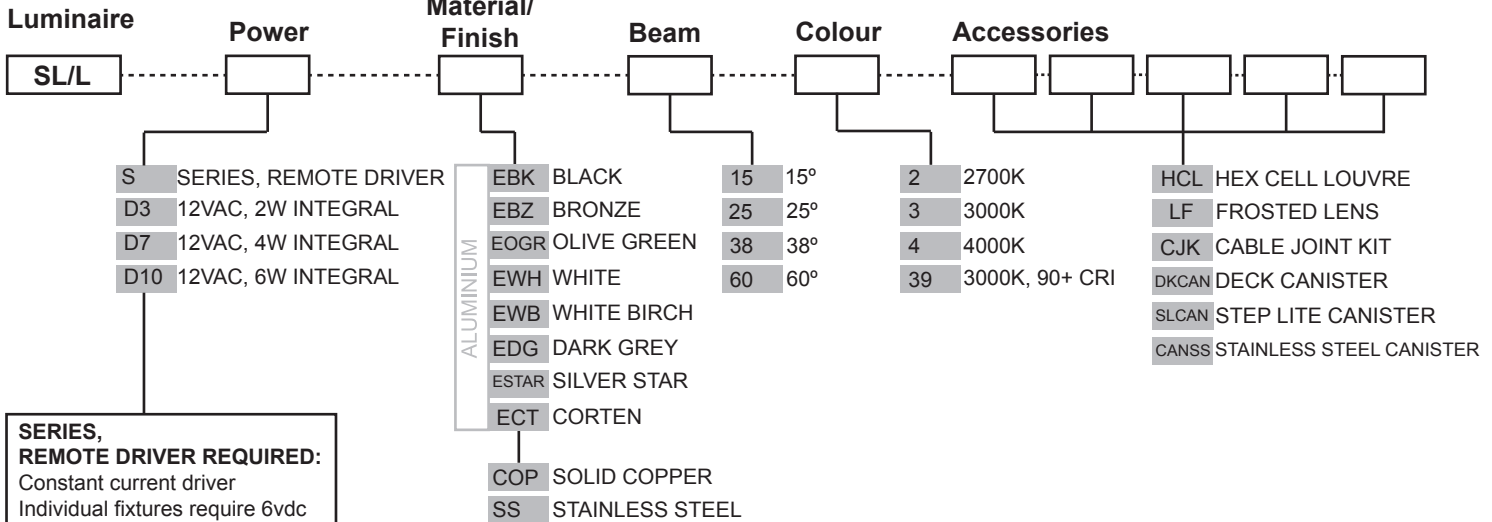 Luminaire
Power
Material/
Finish
Beam
Colour
Accessories
SL/L
S SERIES, REMOTE DRIVER
D3 12VAC, 2W INTEGRAL
D7 12VAC, 4W INTEGRAL
D10 12VAC, 6W INTEGRAL
SERIES,
REMOTE DRIVER REQUIRED:
Constant current driver
Individual fixtures require 6vdc
ALUMINIUM
EBK BLACK
EBZ BRONZE
EOGR OLIVE GREEN
EWH WHITE
EWB WHITE BIRCH
EDG DARK GREY
ESTAR SILVER STAR
ECT CORTEN
COP SOLID COPPER
SS STAINLESS STEEL
15 15º
25 25º
38 38º
60 60º
2 2700K
3 3000K
4 4000K
39 3000K, 90+ CRI
HCL HEX CELL LOUVRE
LF FROSTED LENS
CJK CABLE JOINT KIT
DKCAN DECK CANISTER
SLCAN STEP LITE CANISTER
CANSS STAINLESS STEEL CANISTER